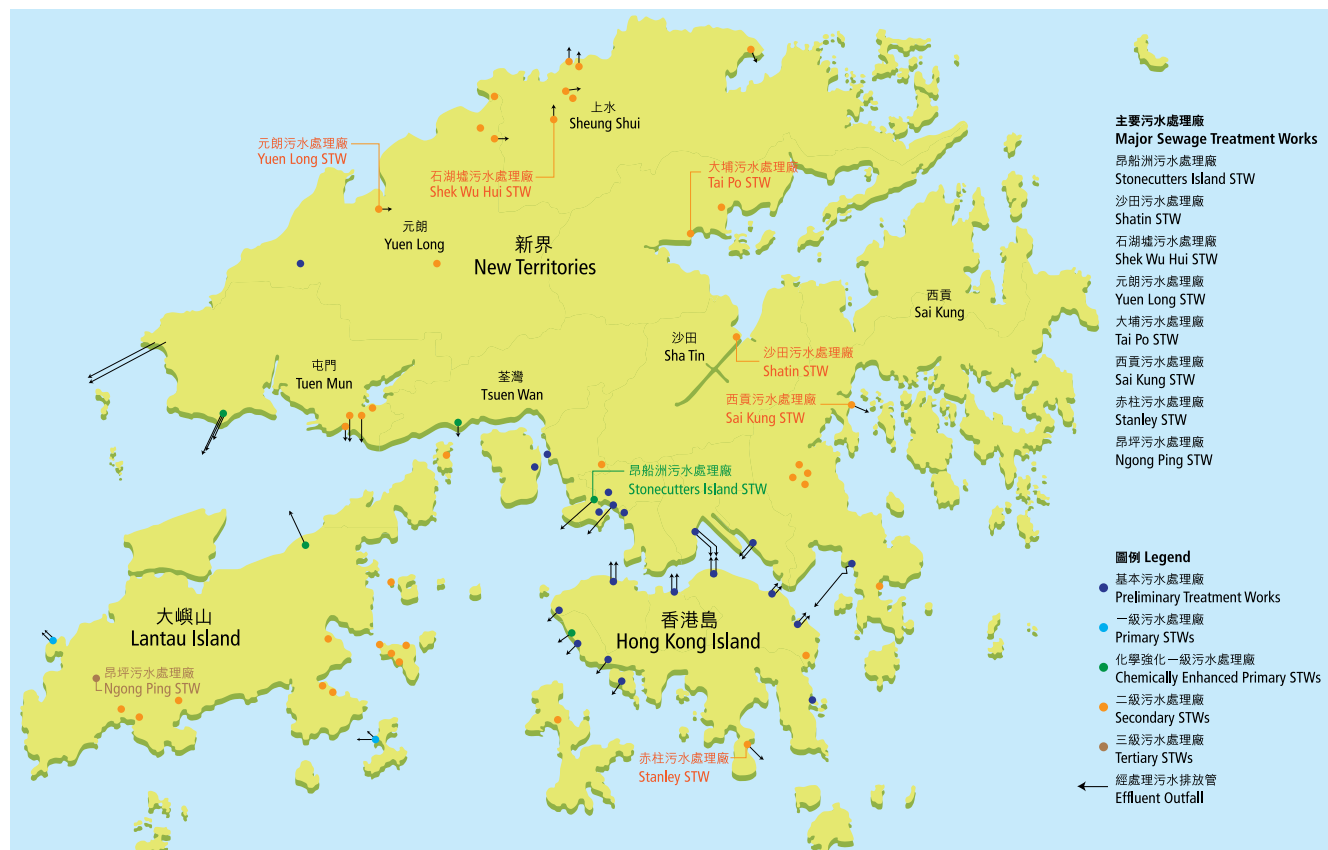 上水
Sheung Shui
元朗污水處理廠
Yuen Long STW
石湖墟污水處理廠
Shek Wu Hui STW
大埔污水處理廠
Tai Po STW
元朗
Yuen Long
新界
New Territories
西貢
Sai Kung
沙田
Sha Tin
沙田污水處理廠
Shatin STW
屯門
Tuen Mun
荃灣
Tsuen Wan
西貢污水處理廠
Sai Kung STW
昂船洲污水處理廠
Stonecutters Island STW
大嶼山
Lantau Island
香港島
Hong Kong Island
昂坪污水處理廠
Ngong Ping STW
赤柱污水處理廠
Stanley STW
主要污水處理廠
Major Sewage Treatment Works
昂船洲污水處理廠
Stonecutters Island STW
沙田污水處理廠
Shatin STW
石湖墟污水處理廠
Shek Wu Hui STW
元朗污水處理廠
Yuen Long STW
大埔污水處理廠
Tai Po STW
西貢污水處理廠
Sai Kung STW
赤柱污水處理廠
Stanley STW
昂坪污水處理廠
Ngong Ping STW
圖例 Legend
基本污水處理廠
Preliminary Treatment Works
一級污水處理廠
Primary STWs
化學強化一級污水處理廠
Chemically Enhanced Primary STWs
二級污水處理廠
Secondary STWs
三級污水處理廠
Tertiary STWs
經處理污水排放管
Effluent Outfall